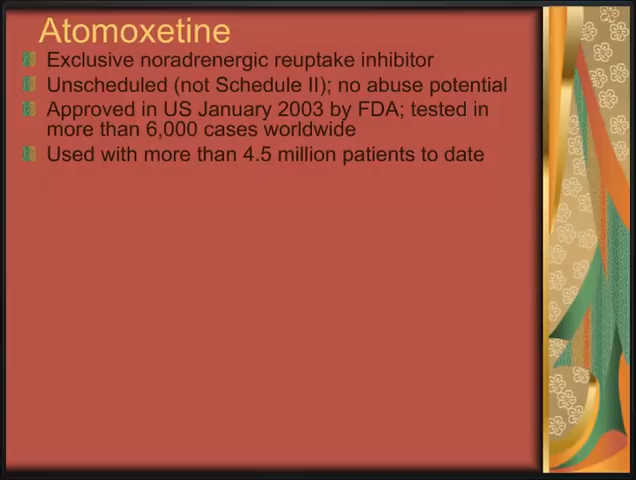 Atomoxetine
Exclusive noradrenergic reuptake inhibitor
Unscheduled (not Schedule II); no abuse potential
Approved in US January 2003 by FDA; tested in
more than 6,000 cases worldwide
Used with more than 4.5 million patients to date